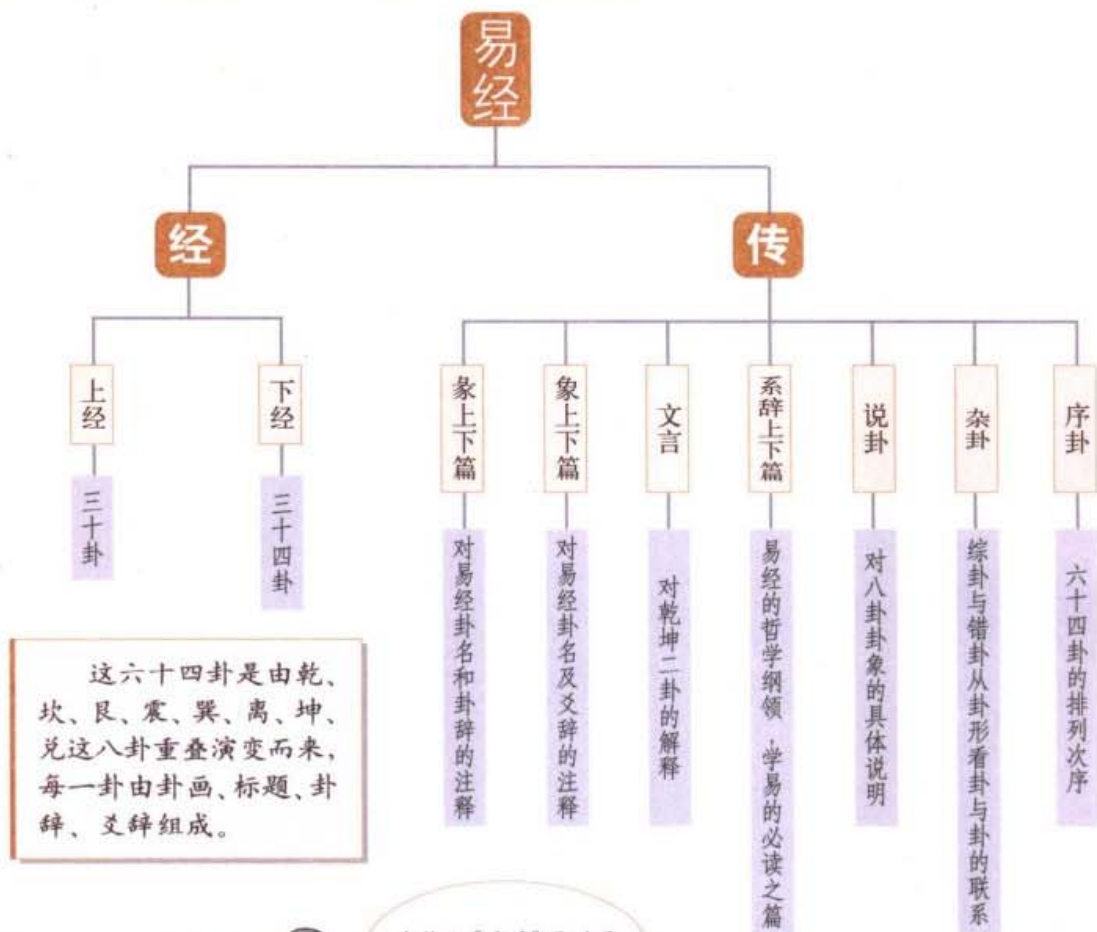 易经
经
传
上经
下经
彖上下篇
象上下篇
文言
系辞上下篇
说卦
杂卦
序卦
三十卦
三十四卦
对易经卦名和卦辞的注释
对易经卦名及爻辞的注释
对乾坤二卦的解释
易经的哲学纲领，学易的必读之篇
对八卦卦象的具体说明
综卦与错卦从卦形看卦与卦的联系
六十四卦的排列次序
这六十四卦是由乾、
坎、艮、震、巽、离、坤、
兑这八卦重叠演变而来，
每一卦由卦画、标题、卦
辞、爻辞组成。